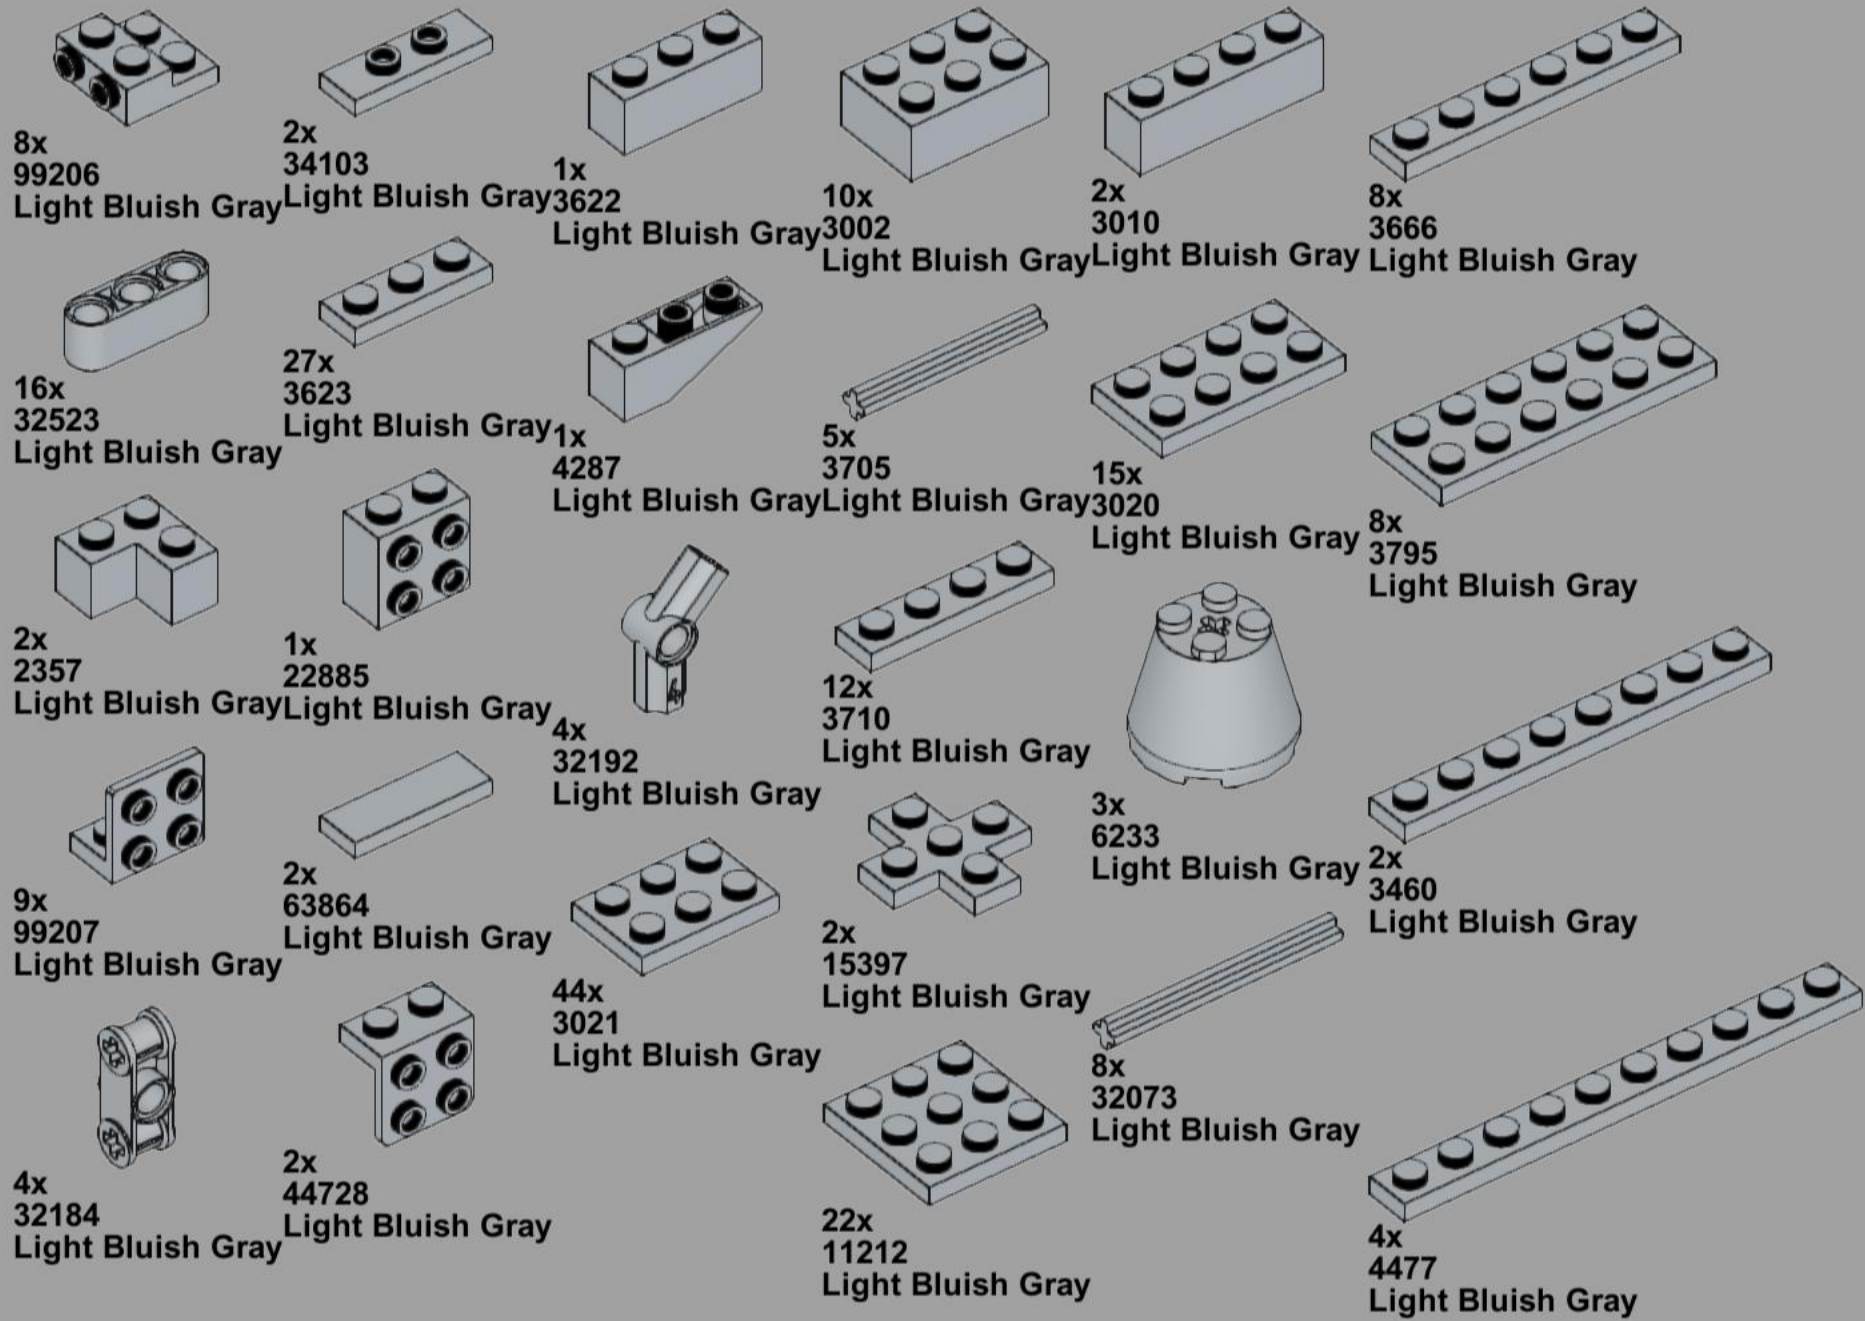 8x
99206
Light Bluish Gray
2x
34103
Light Bluish Gray
1x
3622
Light Bluish Gray
10x
3002
Light Bluish Gray
2x
3010
Light Bluish Gray
8x
3666
Light Bluish Gray
16x
32523
Light Bluish Gray
27x
3623
Light Bluish Gray
1x
4287
Light Bluish Gray
5x
3705
Light Bluish Gray
15x
3020
Light Bluish Gray
8x
3795
Light Bluish Gray
2x
2357
Light Bluish Gray
1x
22885
Light Bluish Gray
4x
32192
Light Bluish Gray
12x
3710
Light Bluish Gray
3x
6233
Light Bluish Gray
2x
3460
Light Bluish Gray
9x
99207
Light Bluish Gray
2x
63864
Light Bluish Gray
44x
3021
Light Bluish Gray
2x
15397
Light Bluish Gray
8x
32073
Light Bluish Gray
4x
32184
Light Bluish Gray
2x
44728
Light Bluish Gray
22x
11212
Light Bluish Gray
4x
4477
Light Bluish Gray